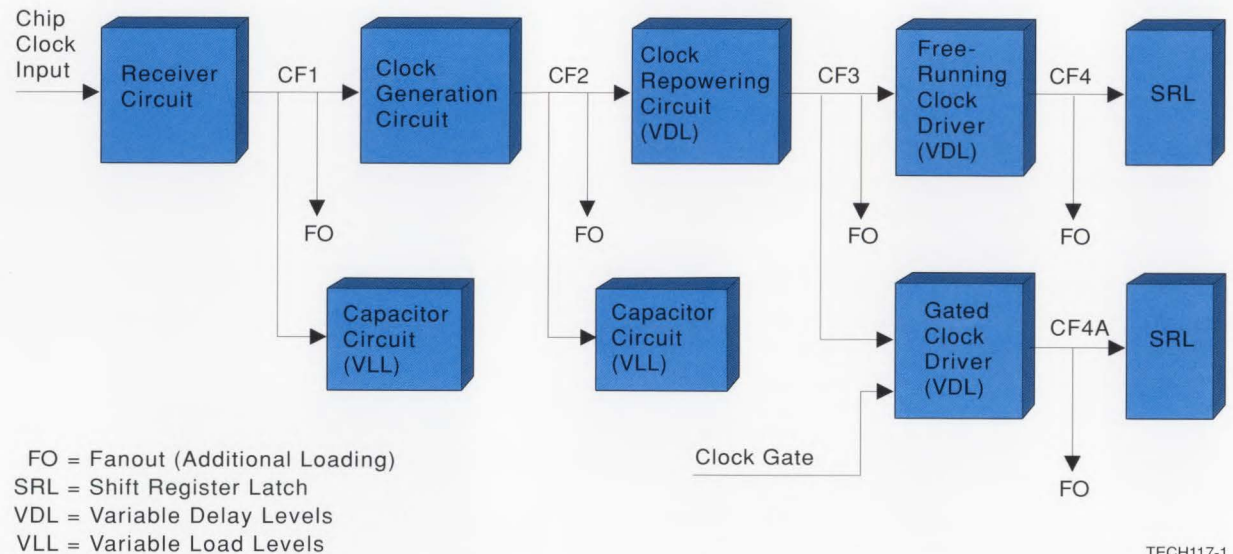 Chip
Clock
Input
Receiver
Circuit
CF1
Clock
Generation
Circuit
CF2
Clock
Repowering
Circuit
(VDL)
CF3
Free-
Running
Clock
Driver
(VDL)
CF4
SRL
FO
FO
FO
FO
Capacitor
Circuit
(VLL)
Capacitor
Circuit
(VLL)
Gated
Clock
Driver
(VDL)
CF4A
SRL
Clock Gate
FO
FO = Fanout (Additional Loading)
SRL = Shift Register Latch
VDL = Variable Delay Levels
VLL = Variable Load Levels
TECH117-1